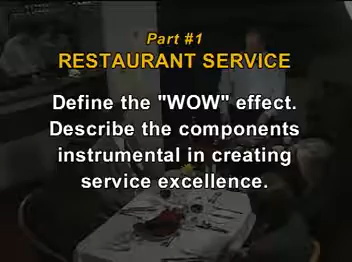 Part #1
RESTAURANT SERVICE
Define the "WOW" effect.
Describe the components
instrumental in creating
service excellence.